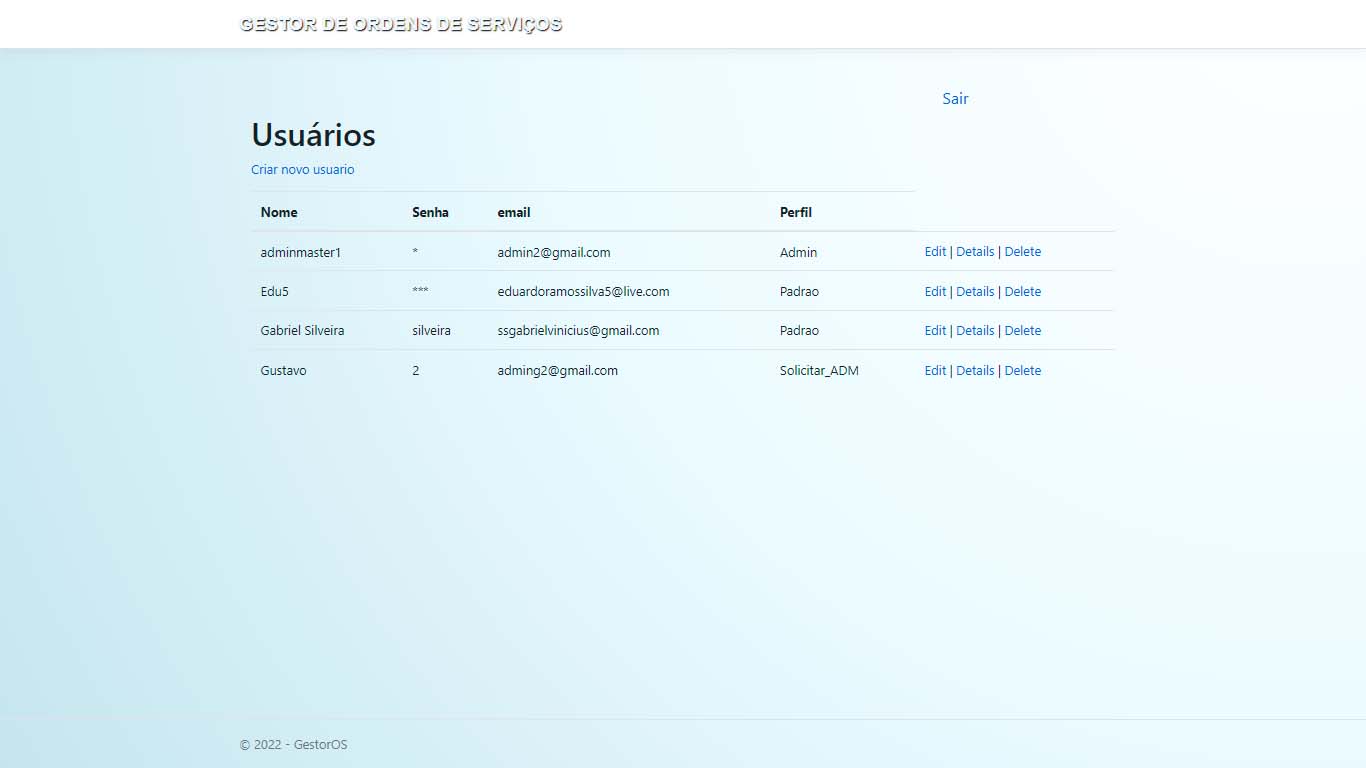 GESTOR DE ORDENS DE SERVIÇOS
Sair
Usuários
Criar novo usuario
Nome Senha email Perfil
adminmaster1 * admin2@gmail.com Admin Edit | Details | Delete
Edu5 *** eduardoramossilva5@live.com Padrao Edit | Details | Delete
Gabriel Silveira silveira ssgabrielvinicius@gmail.com Padrao Edit | Details | Delete
Gustavo 2 adming2@gmail.com Solicitar_ADM Edit | Details | Delete
© 2022 - GestorOS